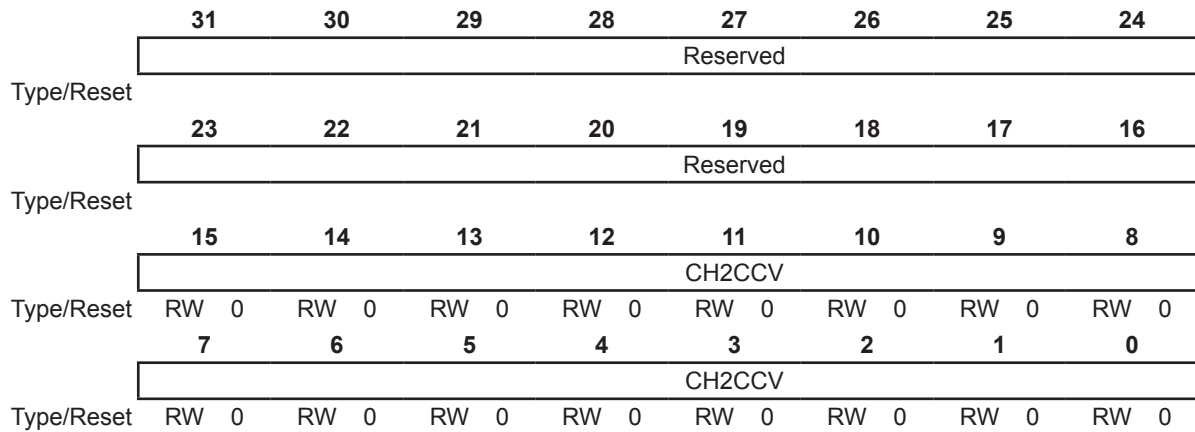 31 30 29 28 27 26 25 24
Reserved
Type/Reset
23 22 21 20 19 18 17 16
Reserved
Type/Reset
15 14 13 12 11 10 9 8
CH2CCV
Type/Reset RW 0 RW 0 RW 0 RW 0 RW 0 RW 0 RW 0 RW 0
7 6 5 4 3 2 1 0
CH2CCV
Type/Reset RW 0 RW 0 RW 0 RW 0 RW 0 RW 0 RW 0 RW 0